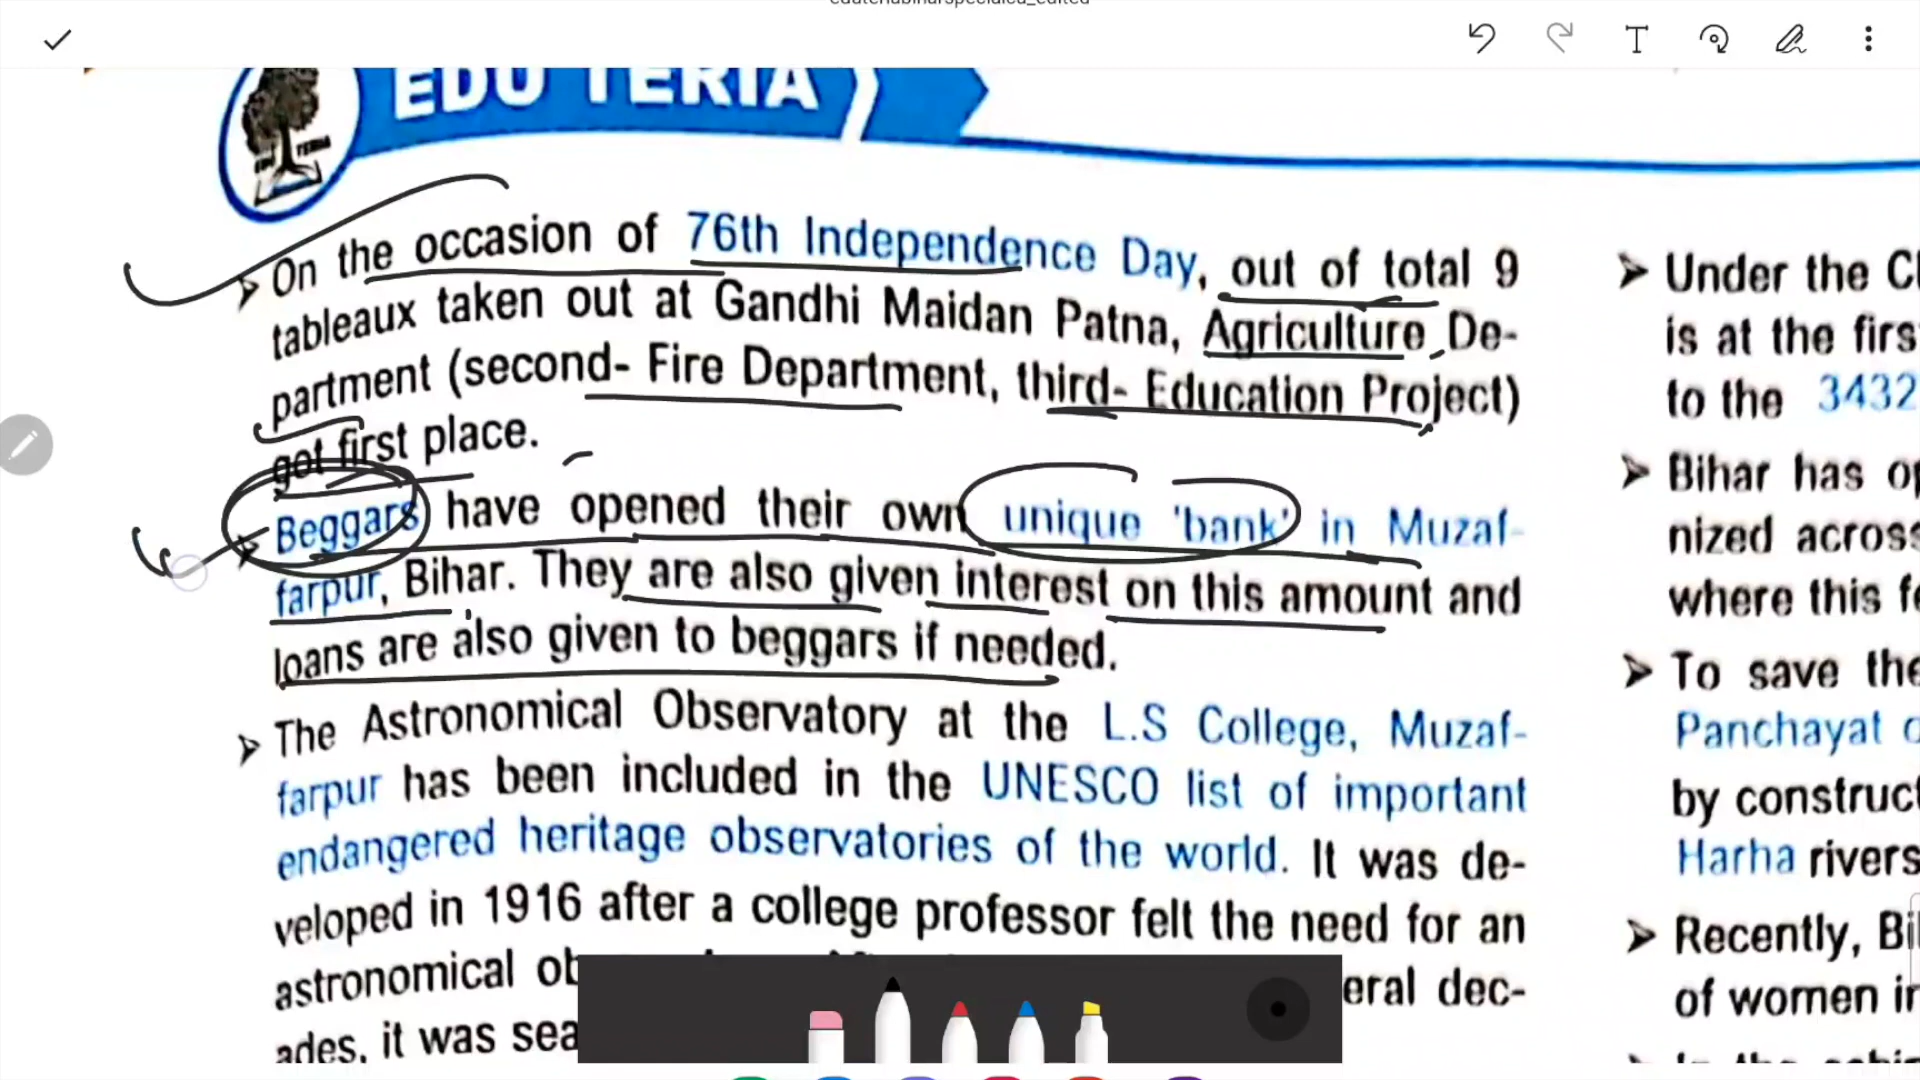 EDU TERIA
On the occasion of 76th Independence Day, out of total 9
tableaux taken out at Gandhi Maidan Patna, Agriculture De-
partment (second- Fire Department, third- Education Project)
got first place.
Beggars have opened their own unique 'bank' in Muzaf-
farpur, Bihar. They are also given interest on this amount and
loans are also given to beggars if needed.
The Astronomical Observatory at the L.S College, Muzaf-
farpur has been included in the UNESCO list of important
endangered heritage observatories of the world. It was de-
veloped in 1916 after a college professor felt the need for an
astronomical
eral dec-
ades, it was sea
Under the C
is at the firs
to the 3432
Bihar has op
nized across
where this fe
To save the
Panchayat
by construct
Harha rivers
Recently, Bi
of women in